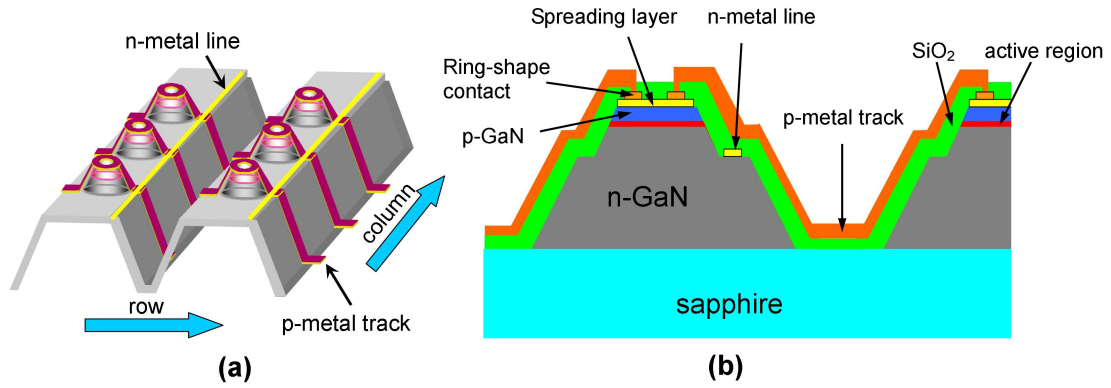 n-metal line
column
row
p-metal track
(a)
Spreading layer
n-metal line
Ring-shape
contact
SiO₂
active region
p-GaN
p-metal track
n-GaN
sapphire
(b)